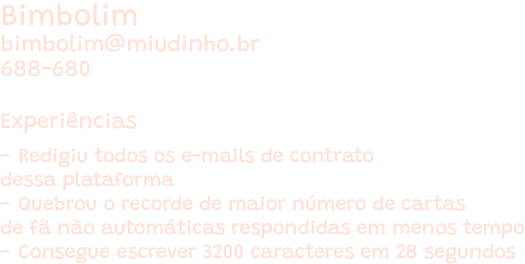 Bimbolim
bimbolim@miudinho.br
688-680
Experiências
- Redigiu todos os e-mails de contrato
dessa plataforma
- Quebrou o recorde de maior número de cartas
de fã não automáticas respondidas em menos tempo
- Consegue escrever 3200 caracteres em 28 segundos